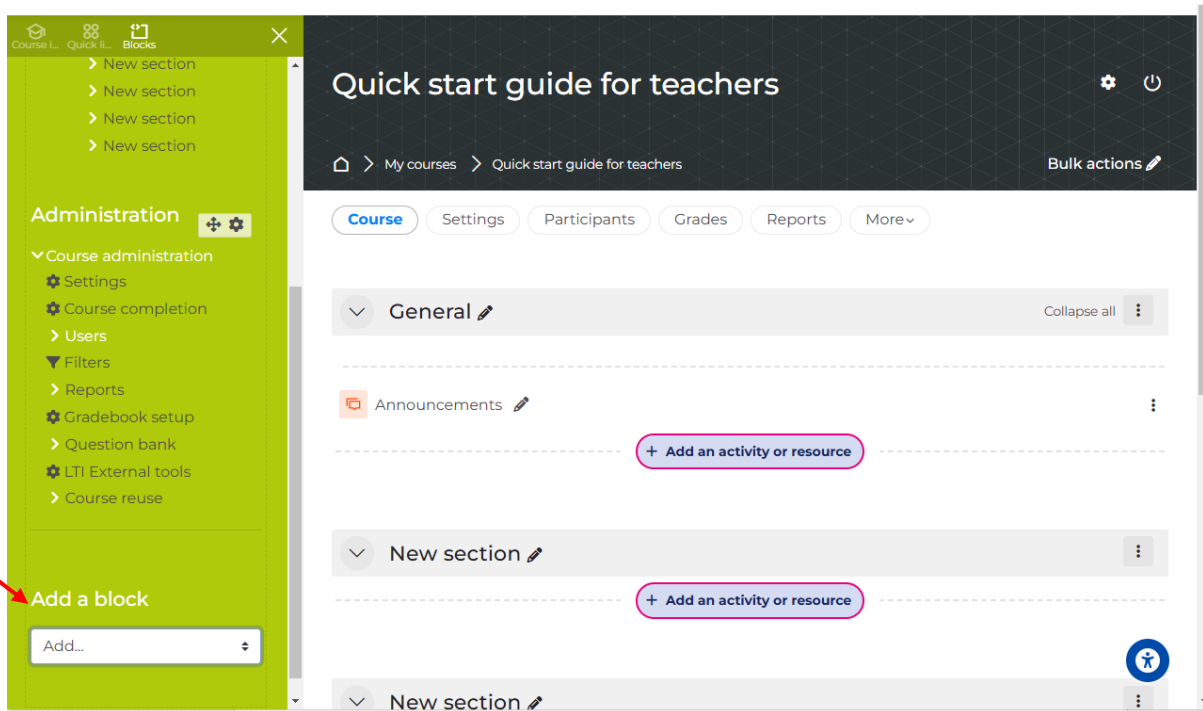 Course i... Quick li... Blocks
New section
New section
New section
New section
Administration
Course administration
Settings
Course completion
Users
Filters
Reports
Gradebook setup
Question bank
LTI External tools
Course reuse
Add a block
Add...
Quick start guide for teachers
My courses Quick start guide for teachers
Bulk actions
Course Settings Participants Grades Reports More
General
Collapse all
Announcements
+ Add an activity or resource
New section
+ Add an activity or resource
New section